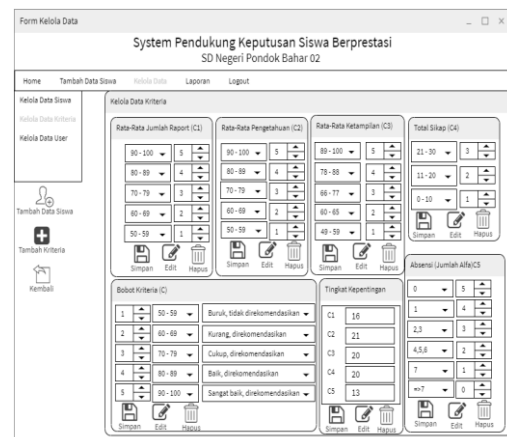 Form Kelola Data
System Pendukung Keputusan Siswa Berprestasi
SD Negeri Pondok Bahar 02
Home Tambah Data Siswa Kelola Data Laporan Logout
Kelola Data Siswa
Kelola Data Kriteria
Kelola Data User
Tambah Data Siswa
Tambah Kriteria
Kembali
Kelola Data Kriteria
Rata-Rata Jumlah Raport (C1)
90 - 100 5
80 - 89 4
70 - 79 3
60 - 69 2
50 - 59 1
Simpan Edit Hapus
Rata-Rata Pengetahuan (C2)
90 - 100 5
80 - 89 4
70 - 79 3
60 - 69 2
50 - 59 1
Simpan Edit Hapus
Rata-Rata Ketampilan (C3)
89 - 100 5
78 - 88 4
66 - 77 3
60 - 65 2
49 - 59 1
Simpan Edit Hapus
Total Sikap (C4)
21 - 30 3
11 - 20 2
0 - 10 1
Simpan Edit Hapus
Bobot Kriteria (C)
1 50 - 59 Buruk, tidak direkomendasikan
2 60 - 69 Kurang, direkomendasikan
3 70 - 79 Cukup, direkomendasikan
4 80 - 89 Baik, direkomendasikan
5 90 - 100 Sangat baik, direkomendasikan
Simpan Edit Hapus
Tingkat Kepentingan
C1 16
C2 21
C3 20
C4 20
C5 13
Simpan Edit Hapus
Absensi (Jumlah Alfa)C5
0 5
1 4
2,3 3
4,5,6 2
7 1
=>7 0
Simpan Edit Hapus